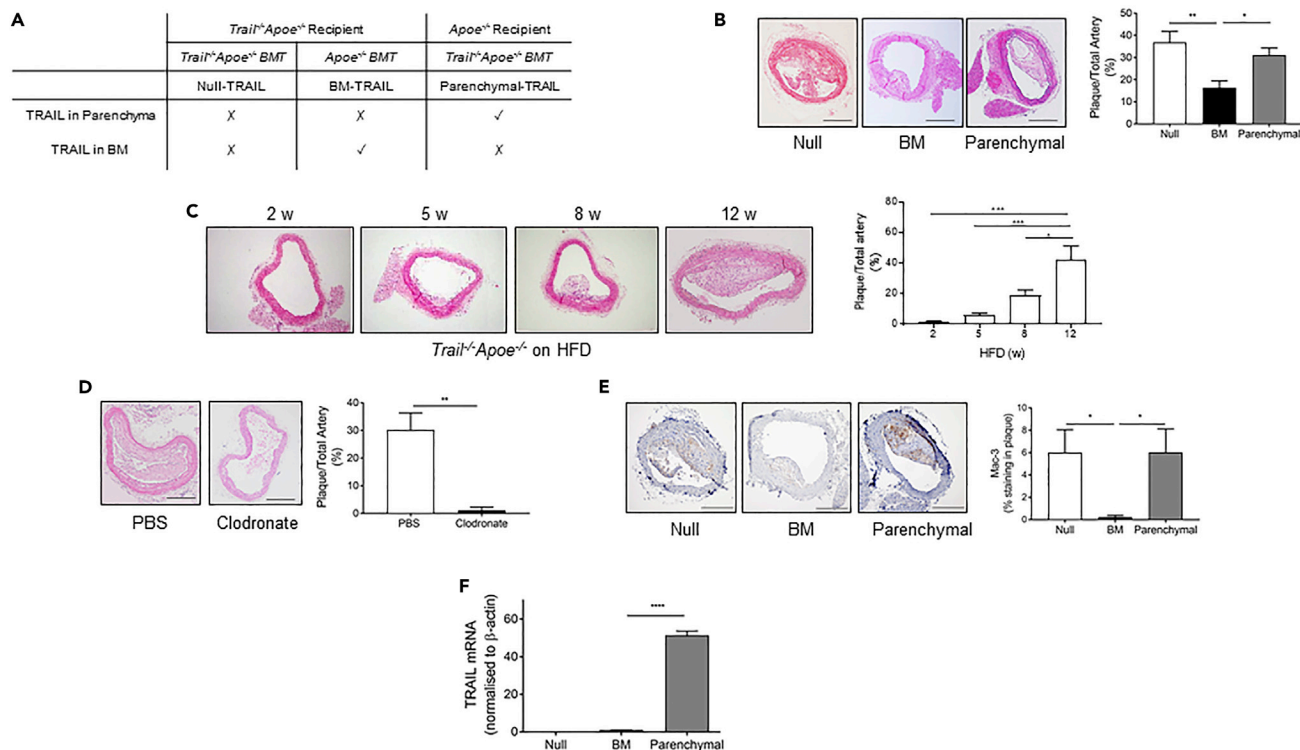 A
Trail-/-Apoe-/- Recipient Apoe-/- Recipient
Trail-/-Apoe-/- BMT Apoe-/- BMT Trail-/-Apoe-/- BMT
Null-TRAIL BM-TRAIL Parenchymal-TRAIL
TRAIL in Parenchyma ✗ ✗ ✓
TRAIL in BM ✗ ✓ ✗
B
Null BM Parenchymal
Plaque/Total Artery
(%)
50
40
30
20
10
0
** *
Null BM Parenchymal
C
2 w 5 w 8 w 12 w
Trail-/-Apoe-/- on HFD
Plaque/Total artery
(%)
80
60
40
20
0
***
***
*
2 5 8 12
HFD (w)
D
PBS Clodronate
Plaque/Total Artery
(%)
40
30
20
10
0
**
PBS Clodronate
E
Null BM Parenchymal
Mac-3
(% staining in plaque)
10
8
6
4
2
0
* *
Null BM Parenchymal
F
TRAIL mRNA
(normalised to β-actin)
60
40
20
0
****
Null BM Parenchymal